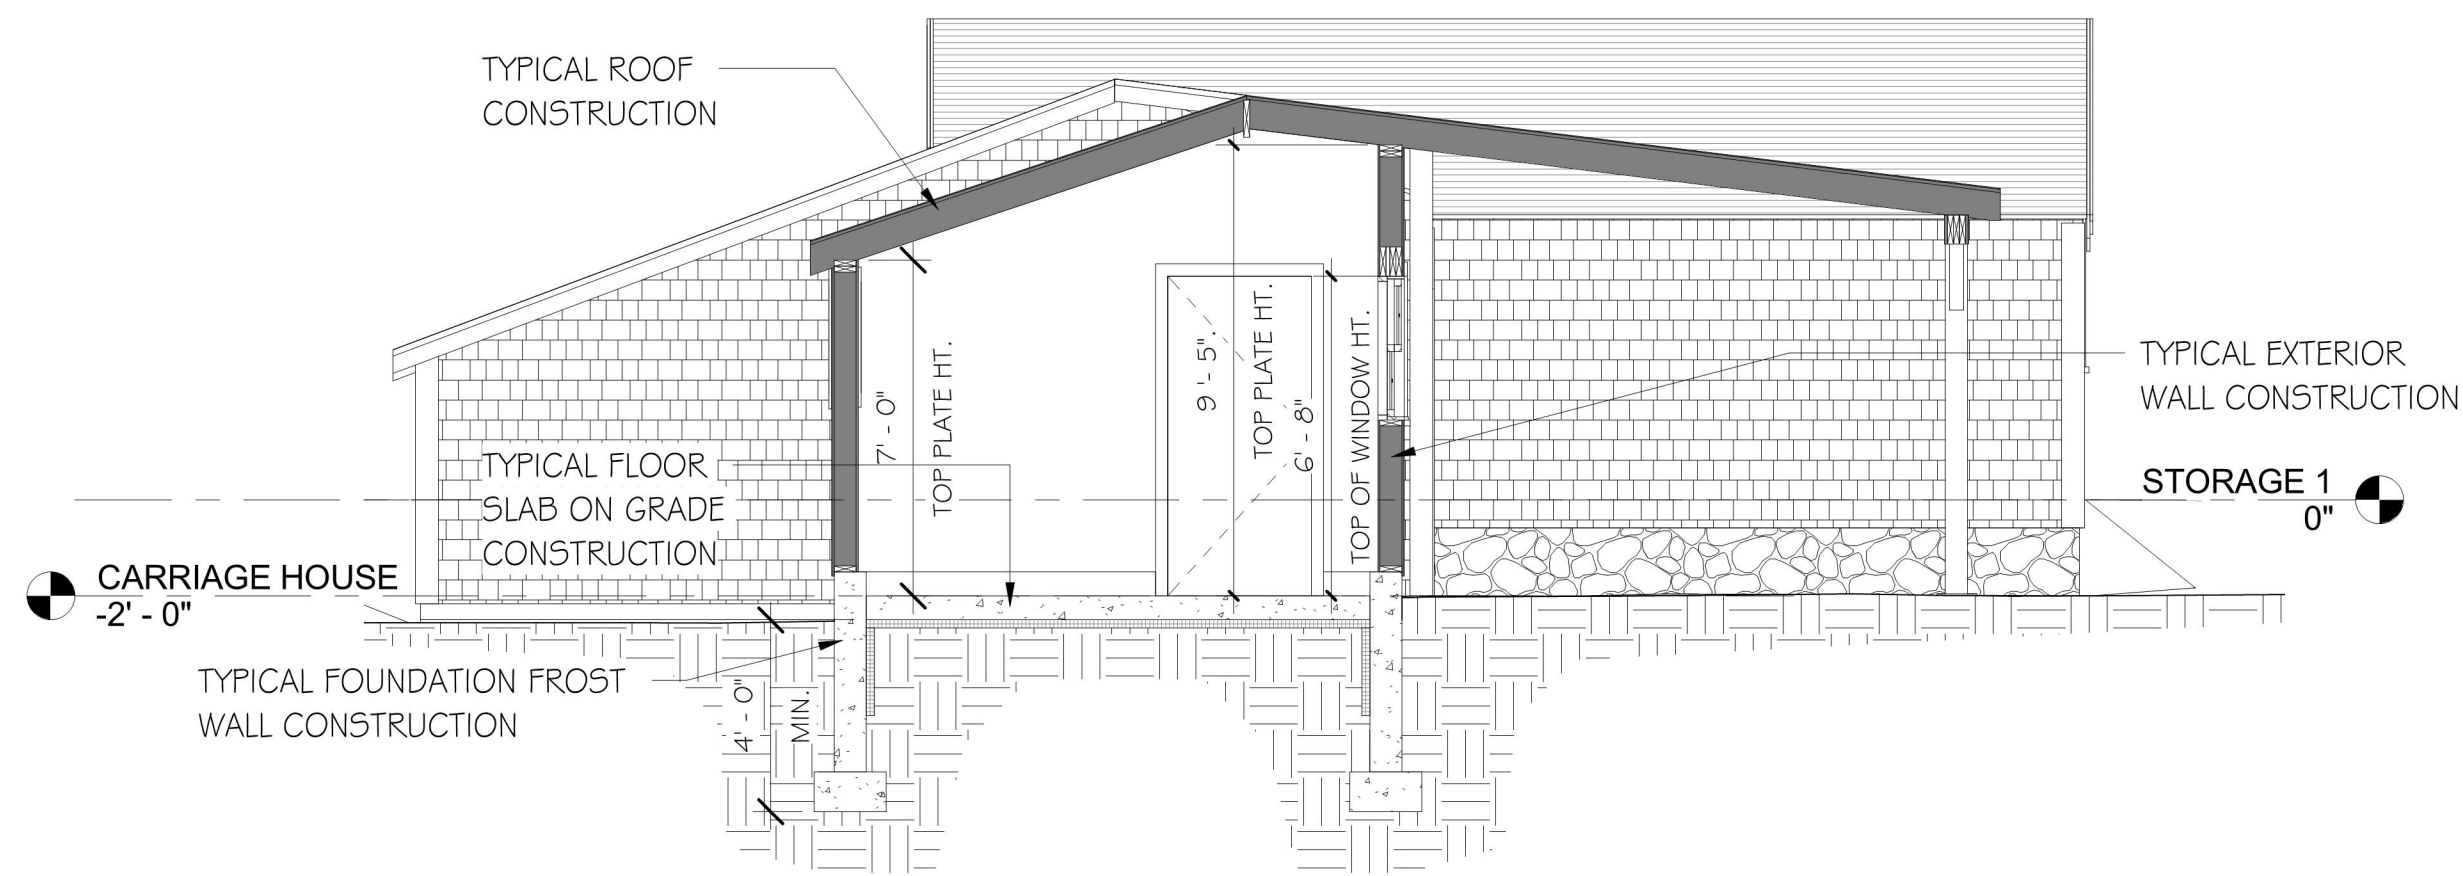 TYPICAL ROOF
CONSTRUCTION
TYPICAL EXTERIOR
WALL CONSTRUCTION
7' - 0"
TOP PLATE HT.
9'- 5".
TOP PLATE HT.
6' - 8"
TOP OF WINDOW HT.
TYPICAL FLOOR
SLAB ON GRADE
CONSTRUCTION
STORAGE 1
0"
CARRIAGE HOUSE
-2' - 0"
TYPICAL FOUNDATION FROST
WALL CONSTRUCTION
4' - 0"
MIN.